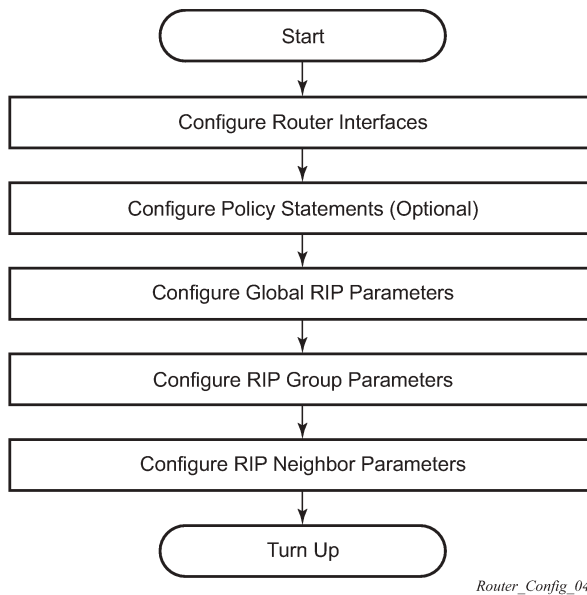 Start
Configure Router Interfaces
Configure Policy Statements (Optional)
Configure Global RIP Parameters
Configure RIP Group Parameters
Configure RIP Neighbor Parameters
Turn Up
Router_Config_04